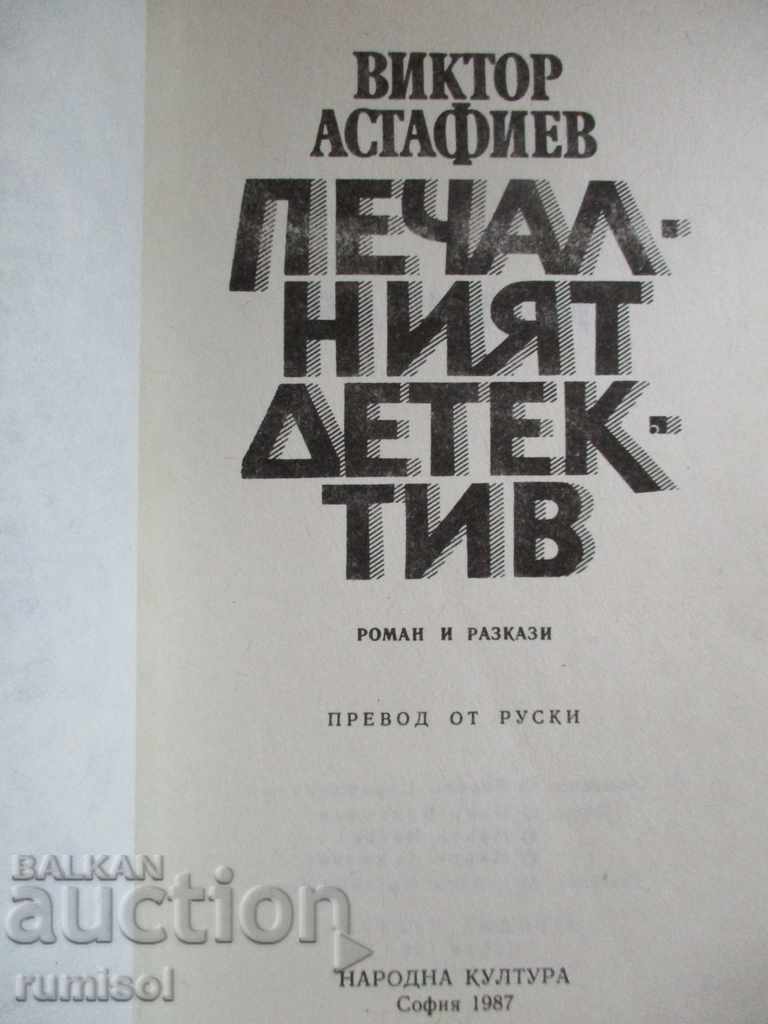 ВИКТОР
АСТАФИЕВ
ПЕЧАЛ-
НИЯТ
ДЕТЕК-
ТИВ
РОМАН И РАЗКАЗИ
ПРЕВОД ОТ РУСКИ
BALKAN
auction
rumisol
НАРОДНА КУЛТУРА
София 1987